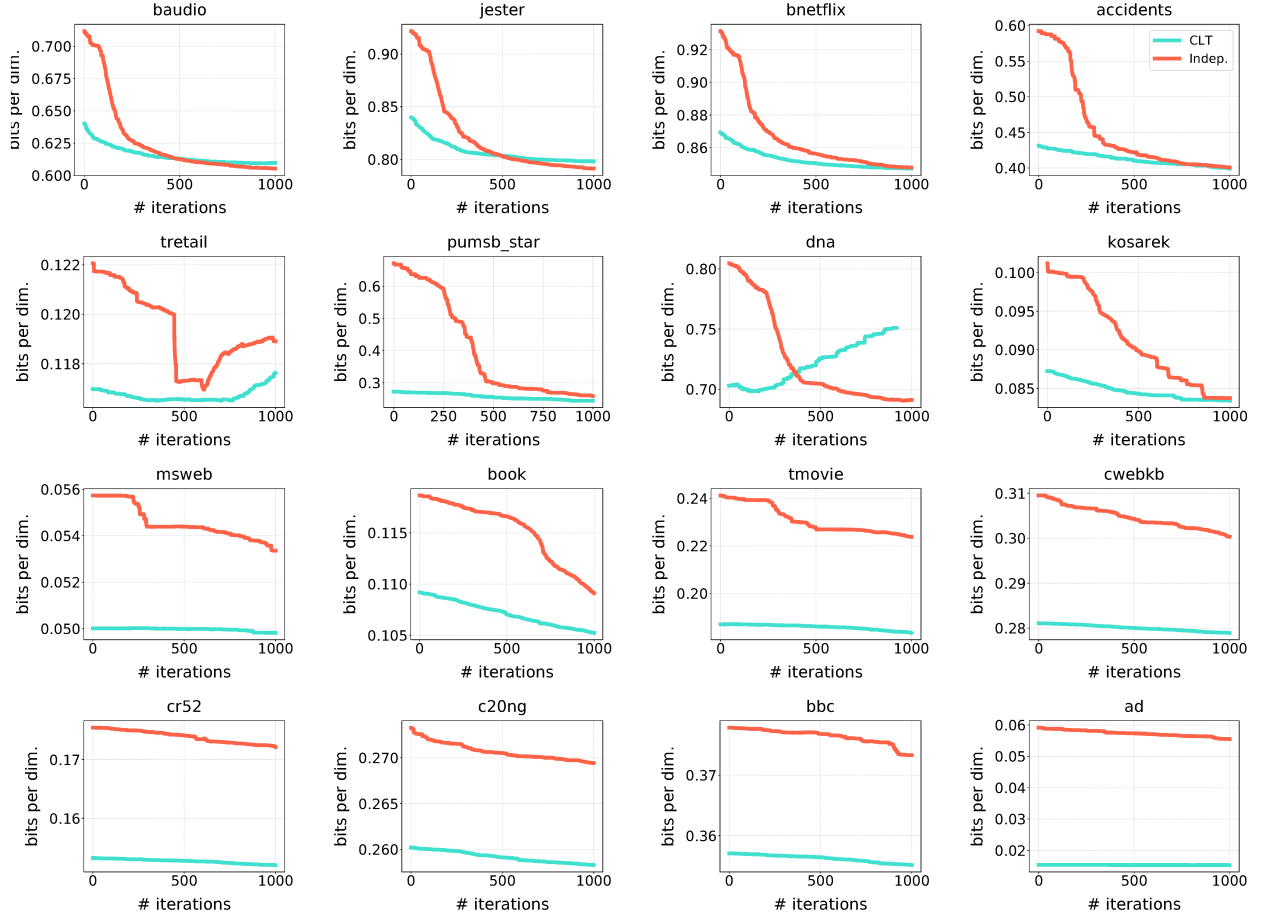 baudio
bits per dim.
0.700
0.675
0.650
0.625
0.600
0
500
1000
# iterations
jester
bits per dim.
0.90
0.85
0.80
0
500
1000
# iterations
bnetflix
bits per dim.
0.92
0.90
0.88
0.86
0
500
1000
# iterations
accidents
bits per dim.
0.60
0.55
0.50
0.45
0.40
0
500
1000
# iterations
CLT
Indep.
tretail
bits per dim.
0.122
0.120
0.118
0
500
1000
# iterations
pumsb_star
bits per dim.
0.6
0.5
0.4
0.3
0
250
500
750
1000
# iterations
dna
bits per dim.
0.80
0.75
0.70
0
500
1000
# iterations
kosarek
bits per dim.
0.100
0.095
0.090
0.085
0
500
1000
# iterations
msweb
bits per dim.
0.056
0.054
0.052
0.050
0
500
1000
# iterations
book
bits per dim.
0.115
0.110
0.105
0
500
1000
# iterations
tmovie
bits per dim.
0.24
0.22
0.20
0
500
1000
# iterations
cwebkb
bits per dim.
0.31
0.30
0.29
0.28
0
500
1000
# iterations
cr52
bits per dim.
0.17
0.16
0
500
1000
# iterations
c20ng
bits per dim.
0.270
0.265
0.260
0
500
1000
# iterations
bbc
bits per dim.
0.37
0.36
0
500
1000
# iterations
ad
bits per dim.
0.06
0.05
0.04
0.03
0.02
0
500
1000
# iterations